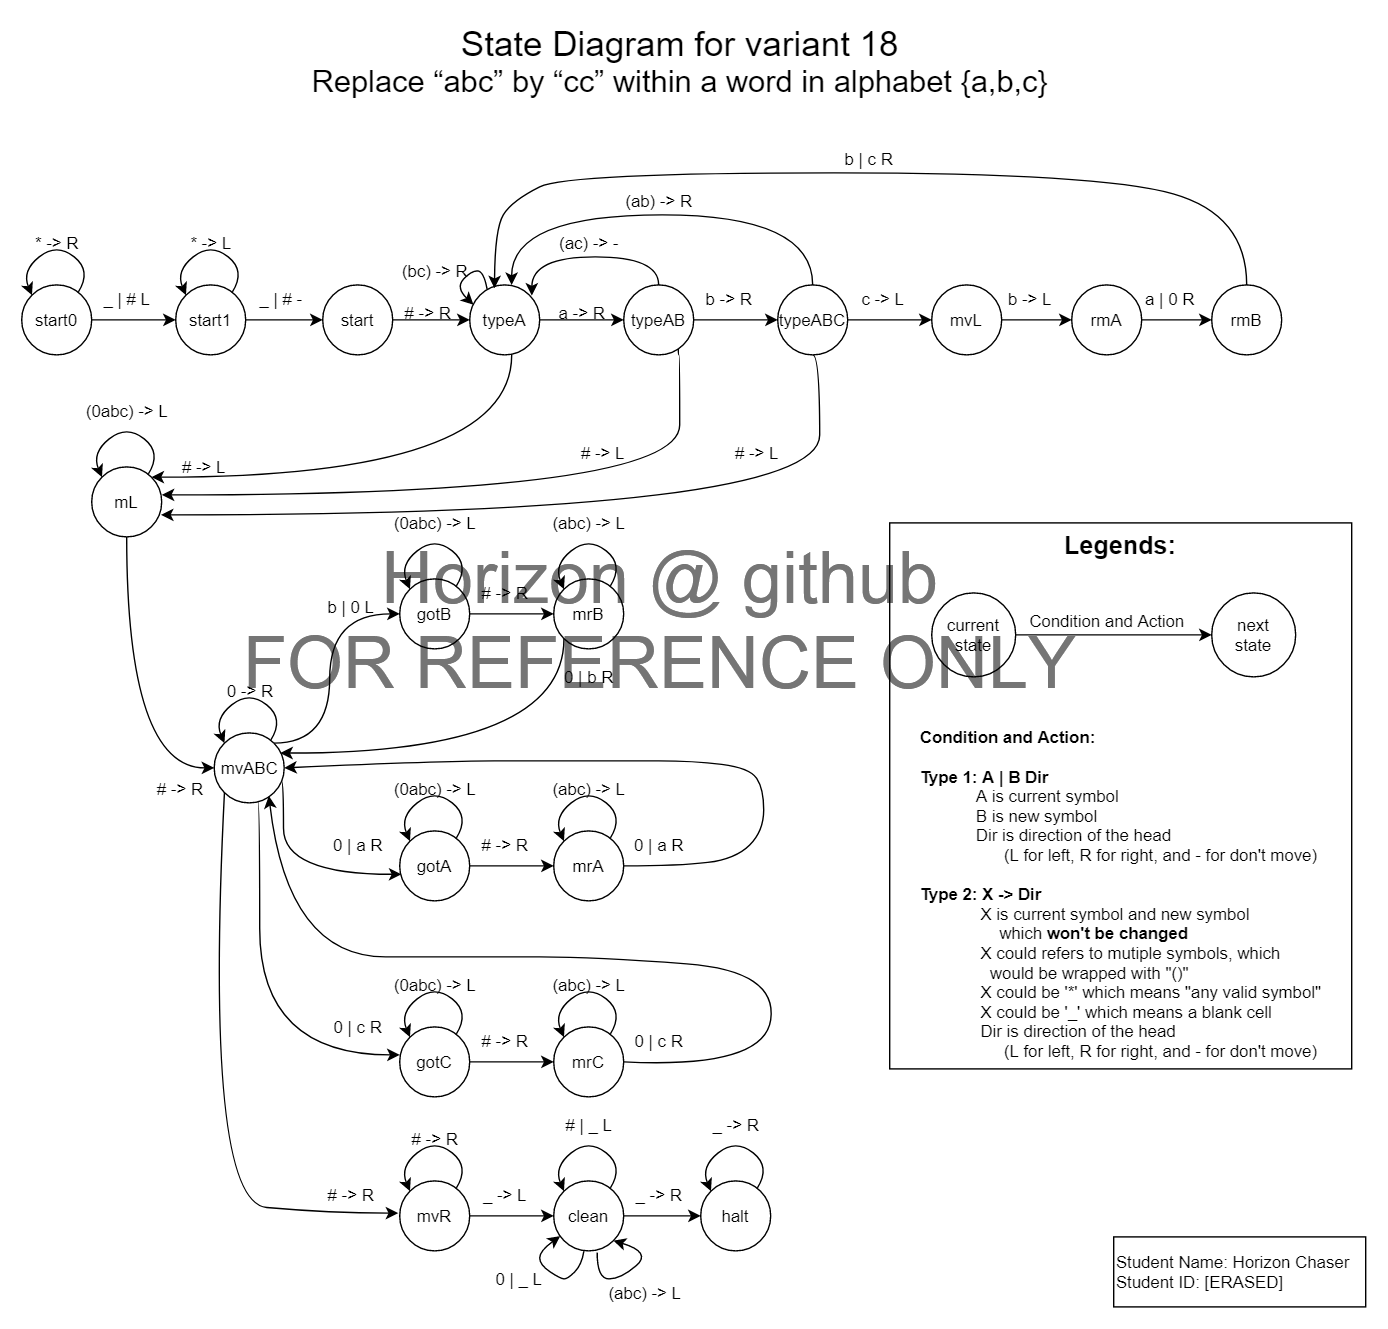 State Diagram for variant 18
Replace “abc” by “cc” within a word in alphabet {a,b,c}
b | c R
(ab) -> R
* -> R
* -> L
(ac) -> -
(bc) -> R
_ | # L
_ | # -
# -> R
a -> R
b -> R
c -> L
b -> L
a | 0 R
start0
start1
start
typeA
typeAB
typeABC
mvL
rmA
rmB
(0abc) -> L
# -> L
# -> L
# -> L
mL
(0abc) -> L
(abc) -> L
Horizon @ github
b | 0 L
# -> R
gotB
mrB
FOR REFERENCE ONLY
0 | b R
0 -> R
mvABC
# -> R
(0abc) -> L
(abc) -> L
0 | a R
# -> R
0 | a R
gotA
mrA
(0abc) -> L
(abc) -> L
0 | c R
# -> R
0 | c R
gotC
mrC
# -> R
# | _ L
_ -> R
# -> R
_ -> L
_ -> R
mvR
clean
halt
0 | _ L
(abc) -> L
Legends:
current
state
Condition and Action
next
state
Condition and Action:
Type 1: A | B Dir
A is current symbol
B is new symbol
Dir is direction of the head
(L for left, R for right, and - for don't move)
Type 2: X -> Dir
X is current symbol and new symbol
which won't be changed
X could refers to mutiple symbols, which
would be wrapped with "()"
X could be '*' which means "any valid symbol"
X could be '_' which means a blank cell
Dir is direction of the head
(L for left, R for right, and - for don't move)
Student Name: Horizon Chaser
Student ID: [ERASED]